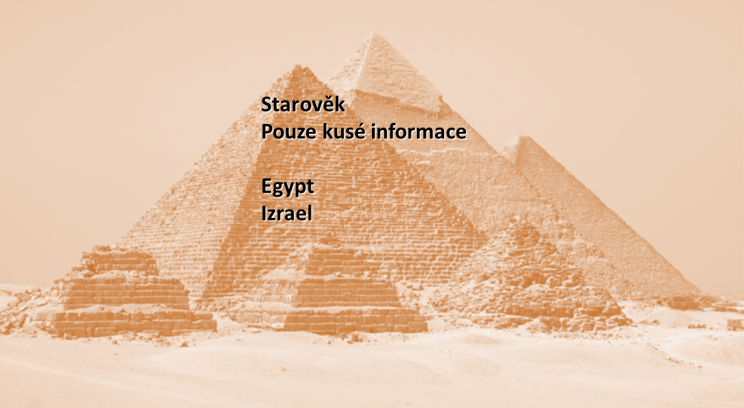 Starověk
Pouze kusé informace
Egypt
Izrael